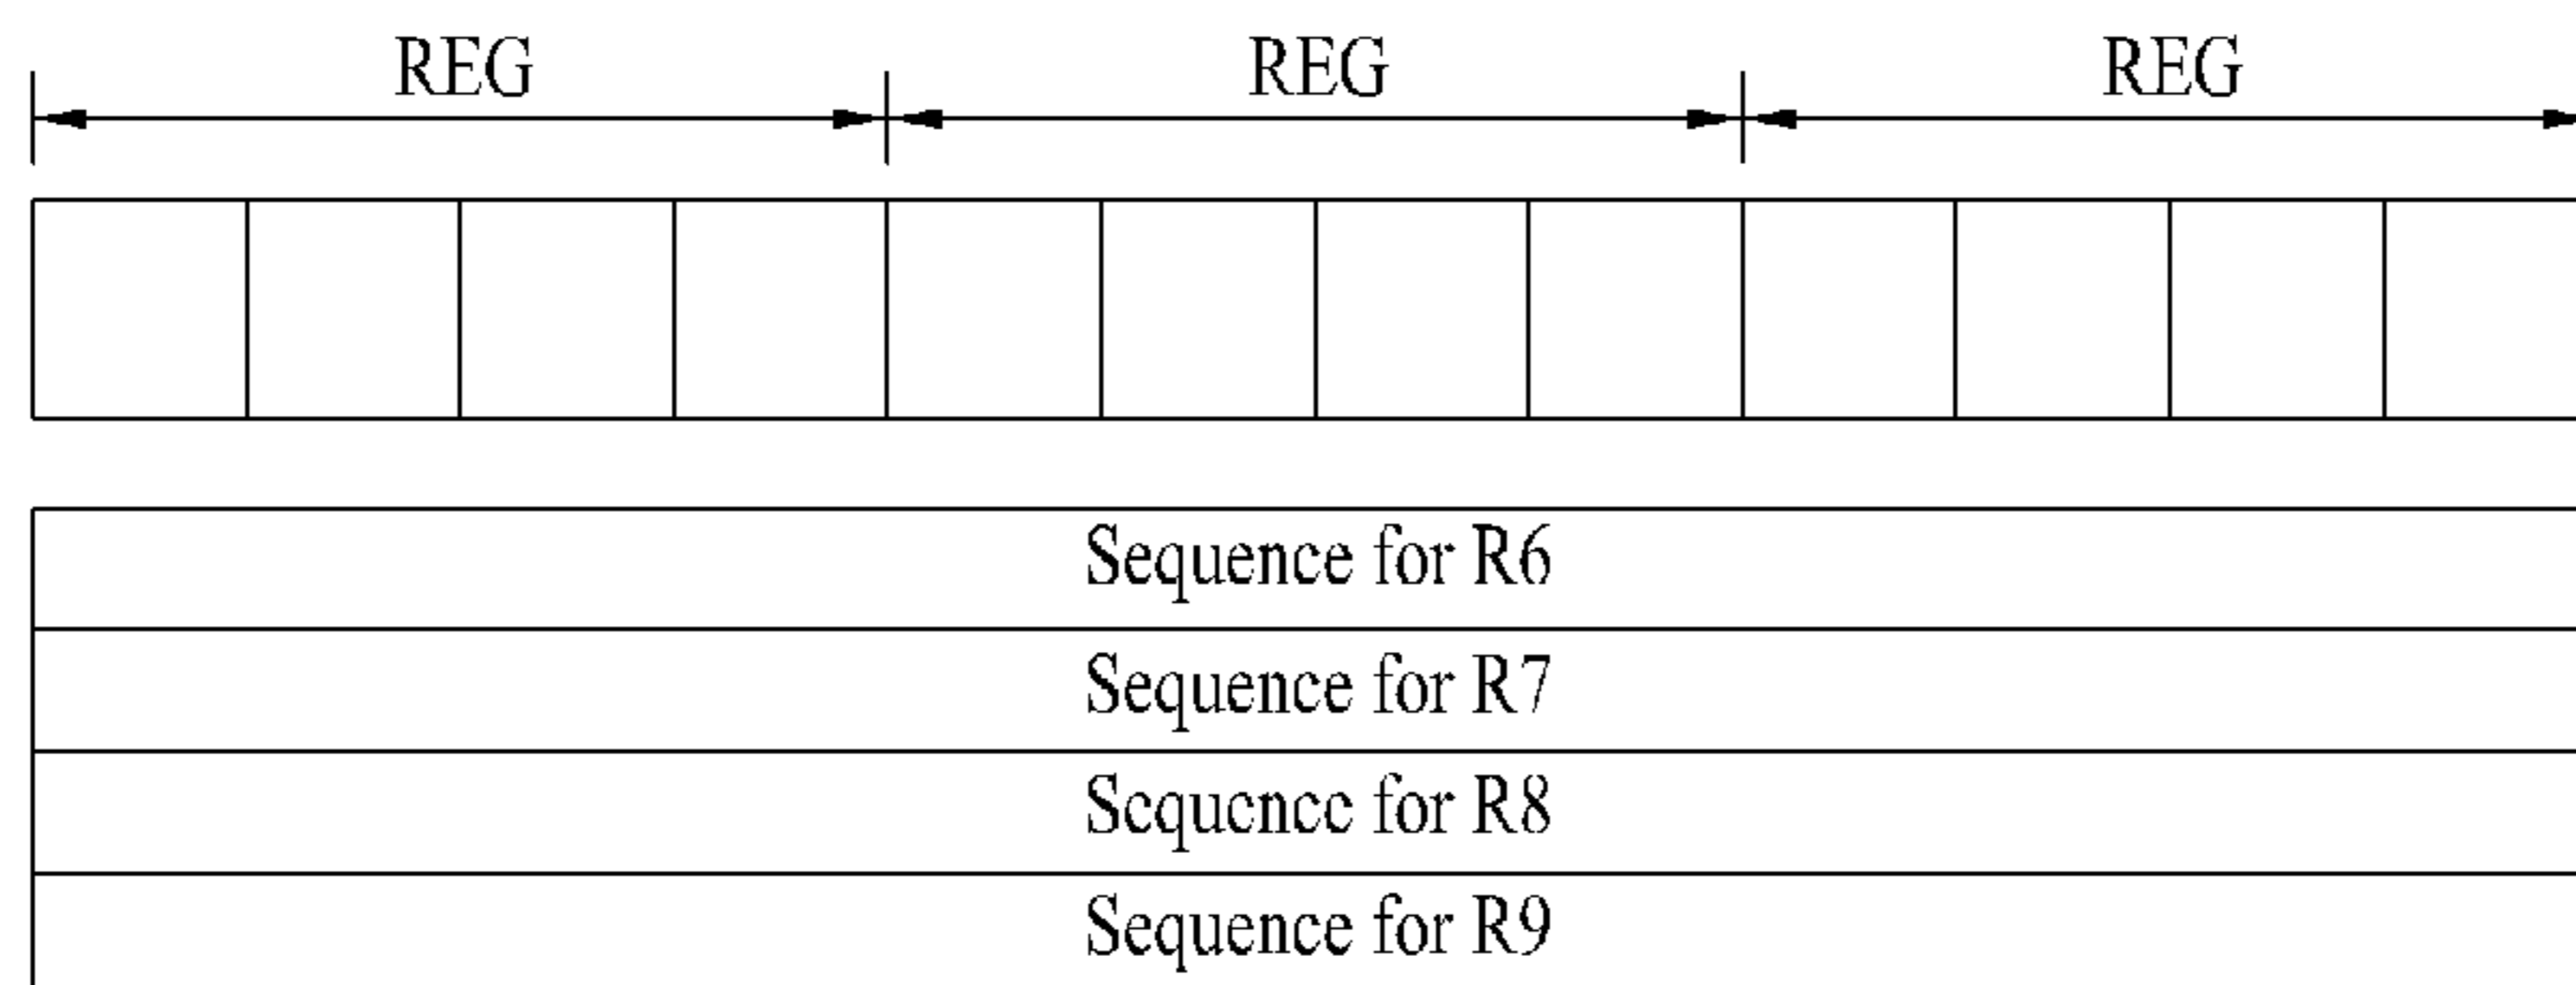 REG REG REG
Sequence for R6
Sequence for R7
Sequence for R8
Sequence for R9